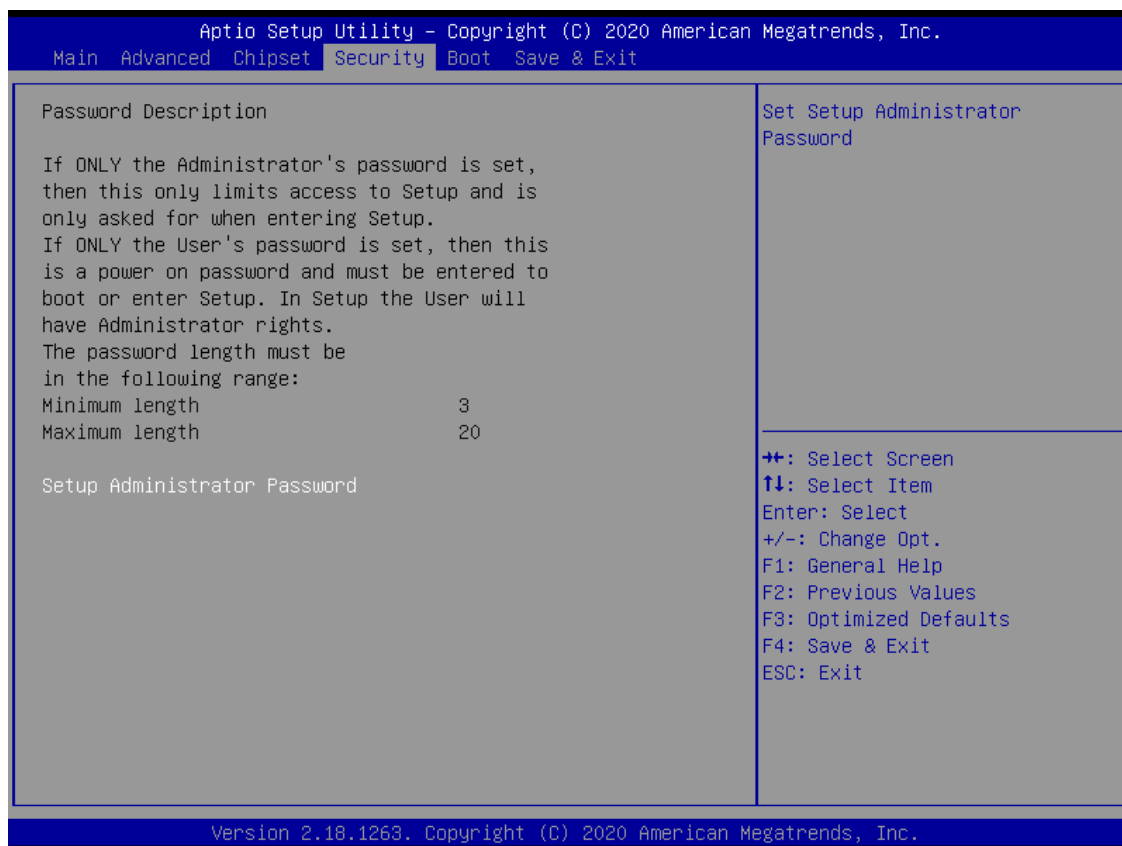 Aptio Setup Utility – Copyright (C) 2020 American Megatrends, Inc.
Main Advanced Chipset Security Boot Save & Exit
Password Description
If ONLY the Administrator's password is set,
then this only limits access to Setup and is
only asked for when entering Setup.
If ONLY the User's password is set, then this
is a power on password and must be entered to
boot or enter Setup. In Setup the User will
have Administrator rights.
The password length must be
in the following range:
Minimum length 3
Maximum length 20
Setup Administrator Password
Set Setup Administrator
Password
→←: Select Screen
↑↓: Select Item
Enter: Select
+/-: Change Opt.
F1: General Help
F2: Previous Values
F3: Optimized Defaults
F4: Save & Exit
ESC: Exit
Version 2.18.1263. Copyright (C) 2020 American Megatrends, Inc.